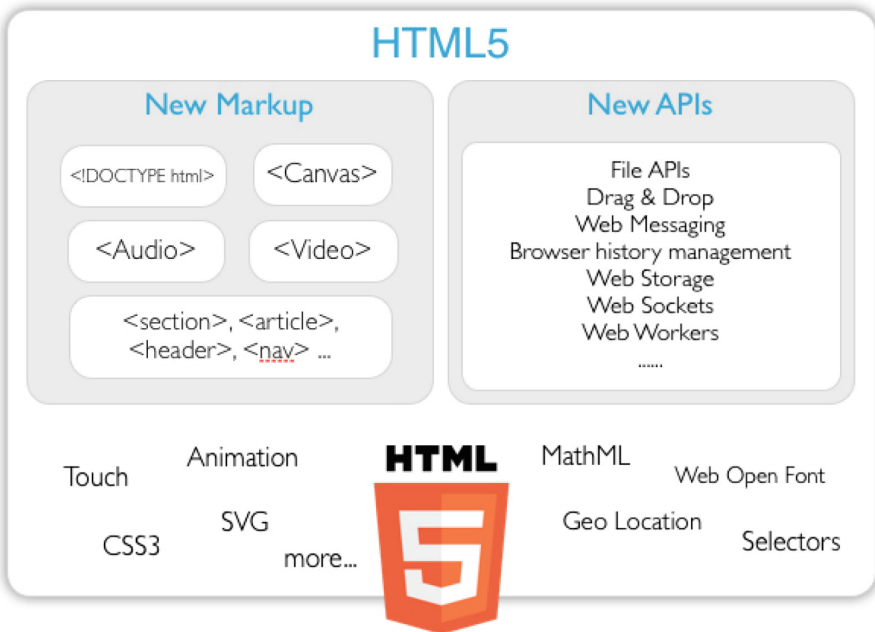 HTML5
New Markup
<!DOCTYPE html>
<Canvas>
<Audio>
<Video>
<section>, <article>,
<header>, <nav> ...
New APIs
File APIs
Drag & Drop
Web Messaging
Browser history management
Web Storage
Web Sockets
Web Workers
......
Touch
Animation
CSS3
SVG
more...
HTML
5
MathML
Web Open Font
Geo Location
Selectors